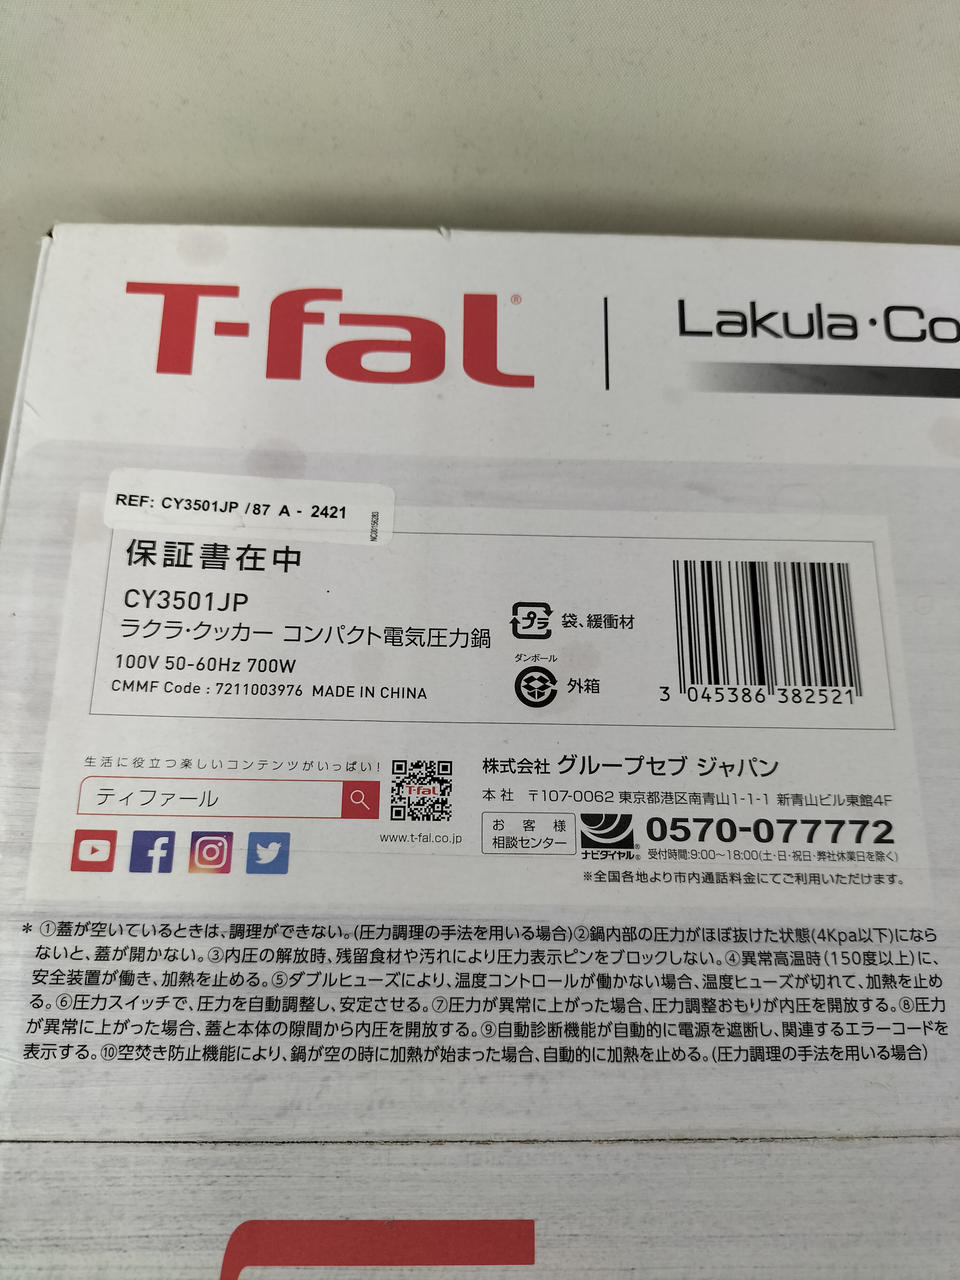 T-fal®
Lakula・Co
REF: CY3501JP /87 A - 2421
NC00196283
保証書在中
CY3501JP
ラクラ・クッカー コンパクト電気圧力鍋
100V 50-60Hz 700W
CMMF Code : 7211003976 MADE IN CHINA
プラ
袋、緩衝材
ダンボール
外箱
3 045386 382521
生活に役立つ楽しいコンテンツがいっぱい!
ティファール
T-fal
www.t-fal.co.jp
株式会社 グループセブ ジャパン
本社 〒107-0062 東京都港区南青山1-1-1 新青山ビル東館4F
お客様
相談センター
ナビダイヤル®
0570-077772
受付時間:9:00〜18:00(土・日・祝日・弊社休業日を除く)
※全国各地より市内通話料金にてご利用いただけます。
* ①蓋が空いているときは、調理ができない。(圧力調理の手法を用いる場合)②鍋内部の圧力がほぼ抜けた状態(4Kpa以下)になら
ないと、蓋が開かない。③内圧の解放時、残留食材や汚れにより圧力表示ピンをブロックしない。④異常高温時(150度以上)に、
安全装置が働き、加熱を止める。⑤ダブルヒューズにより、温度コントロールが働かない場合、温度ヒューズが切れて、加熱を止め
る。⑥圧力スイッチで、圧力を自動調整し、安定させる。⑦圧力が異常に上がった場合、圧力調整おもりが内圧を開放する。⑧圧力
が異常に上がった場合、蓋と本体の隙間から内圧を開放する。⑨自動診断機能が自動的に電源を遮断し、関連するエラーコードを
表示する。⑩空焚き防止機能により、鍋が空の時に加熱が始まった場合、自動的に加熱を止める。(圧力調理の手法を用いる場合)